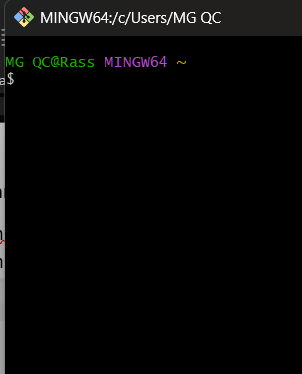 MINGW64:/c/Users/MG QC
MG QC@Rass MINGW64 ~
$